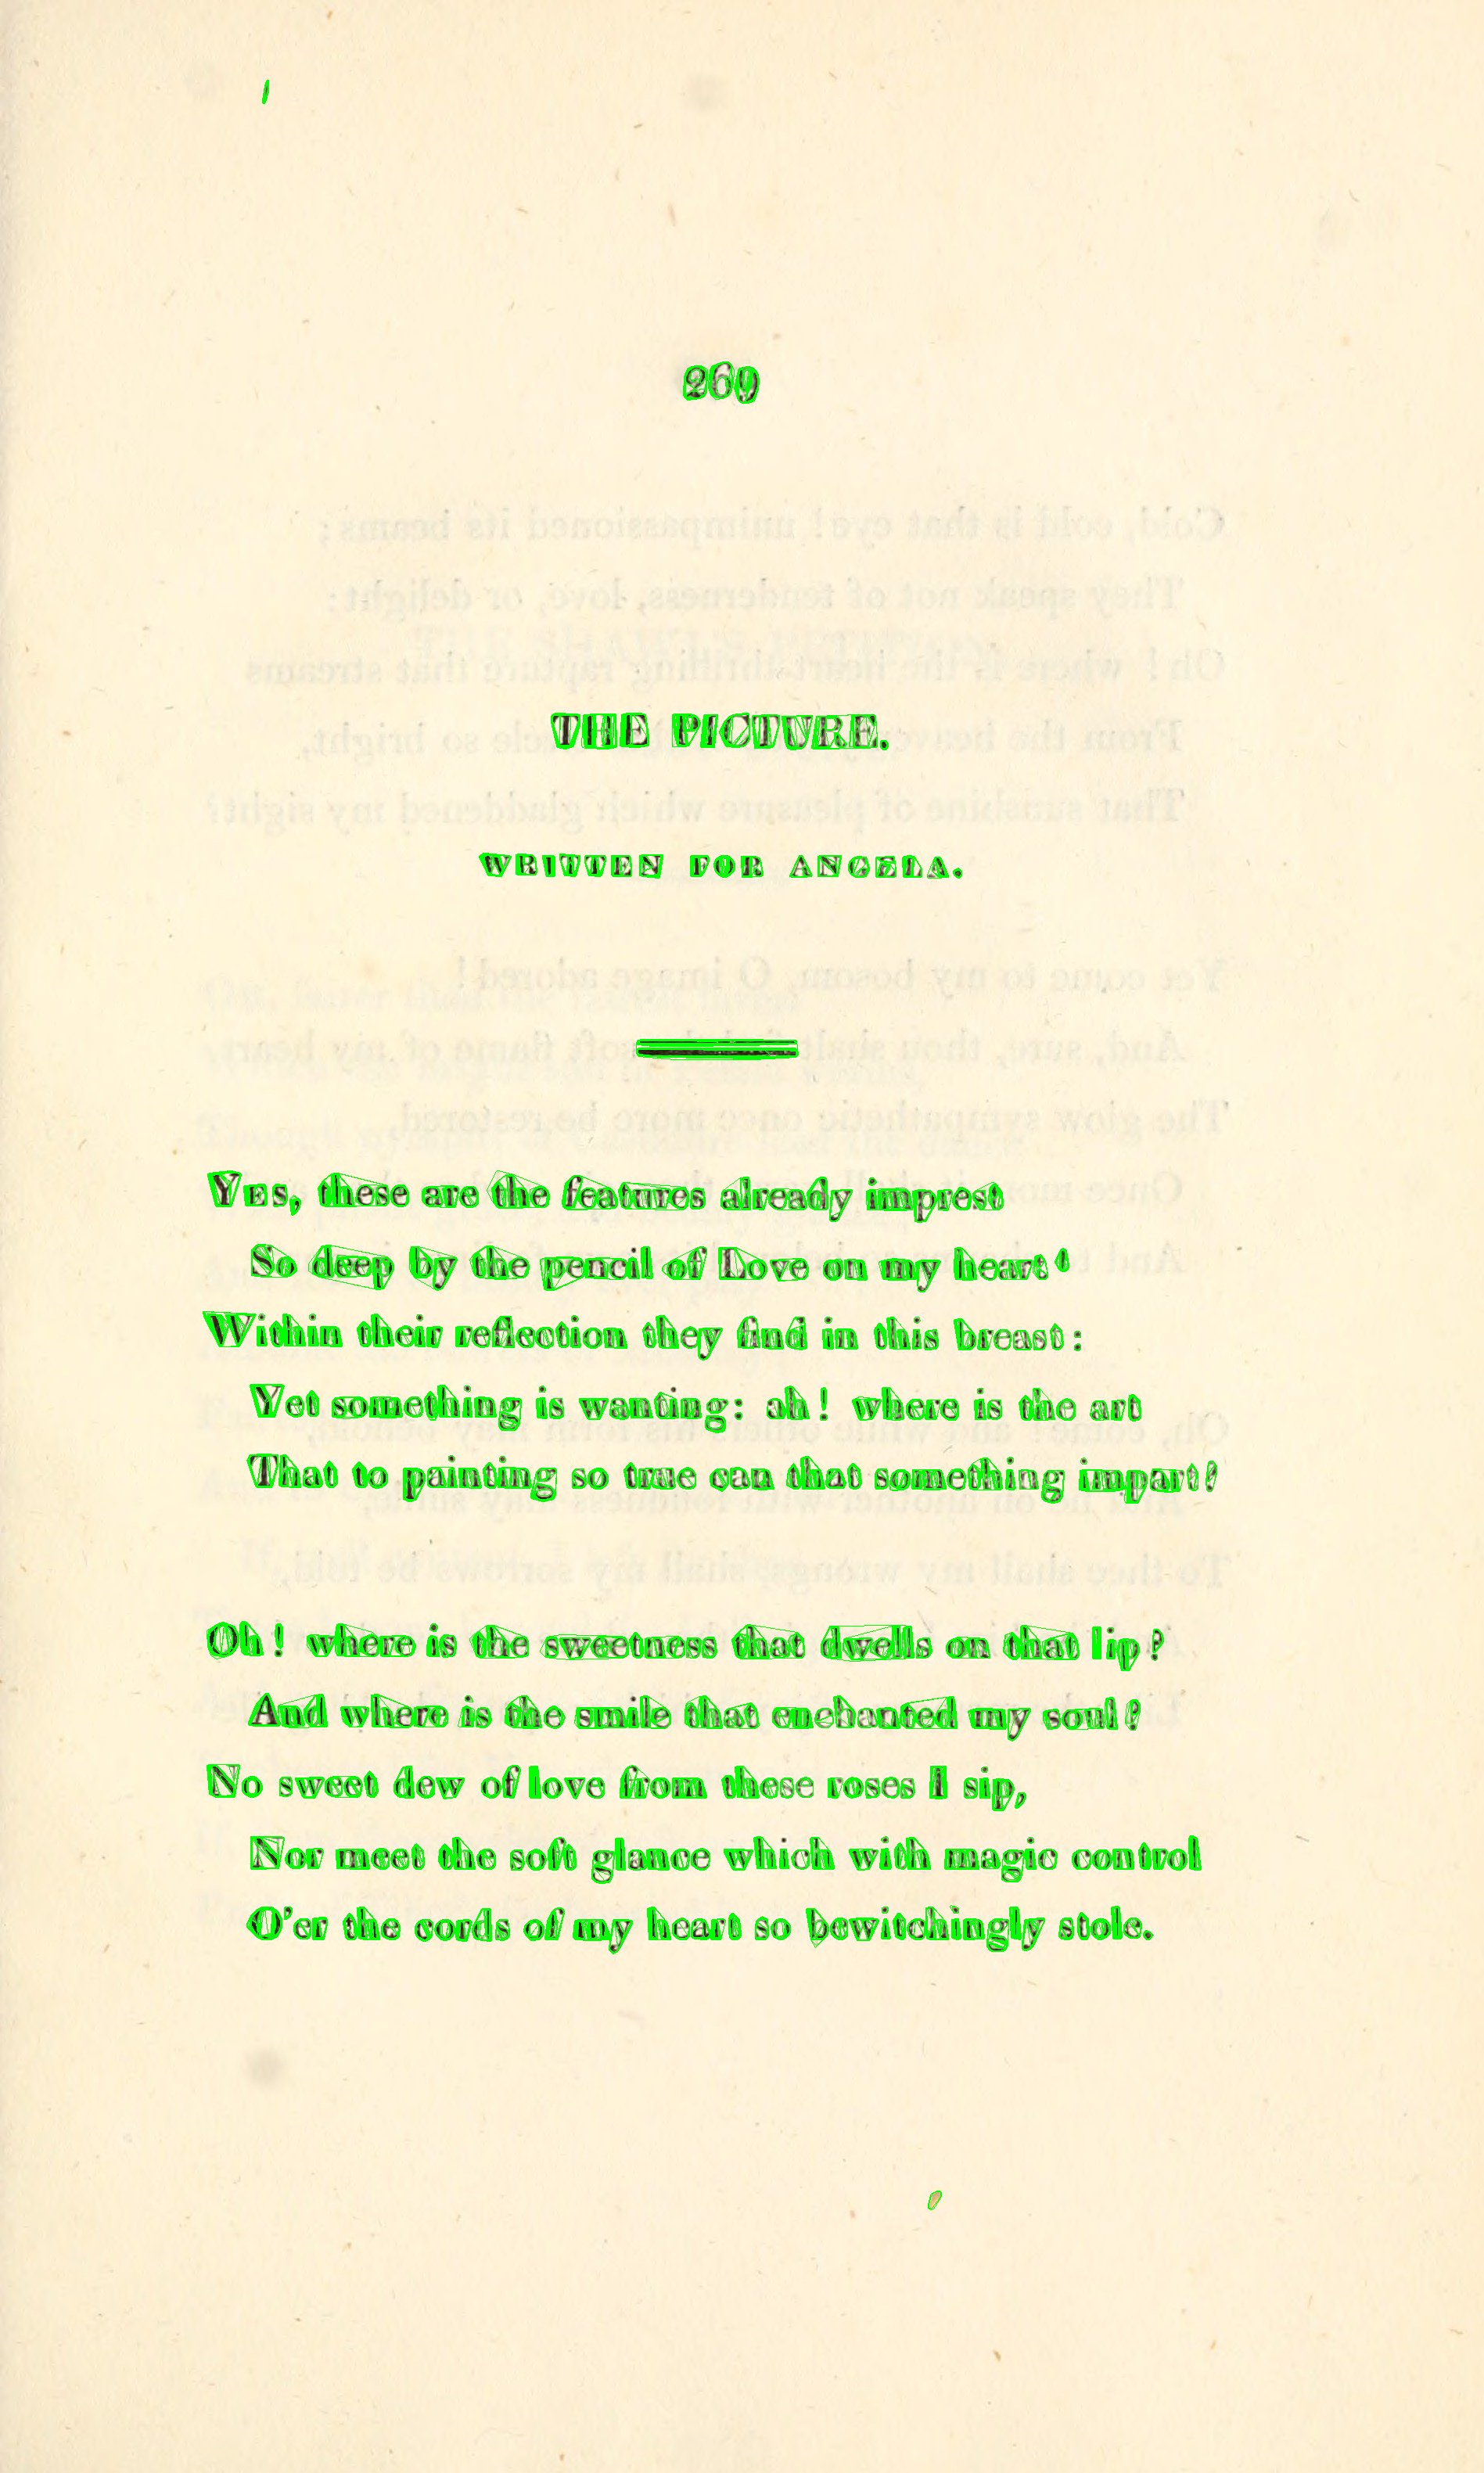 269
THE PICTURE.
WRITTEN FOR ANGELA.
YES, these are the features already imprest
So deep by the pencil of Love on my heart!
Within their reflection they find in this breast:
Yet something is wanting: ah! where is the art
That to painting so true can that something impart?
Oh! where is the sweetness that dwells on that lip?
And where is the smile that enchanted my soul?
No sweet dew of love from these roses I sip,
Nor meet the soft glance which with magic control
O'er the cords of my heart so bewitchingly stole.